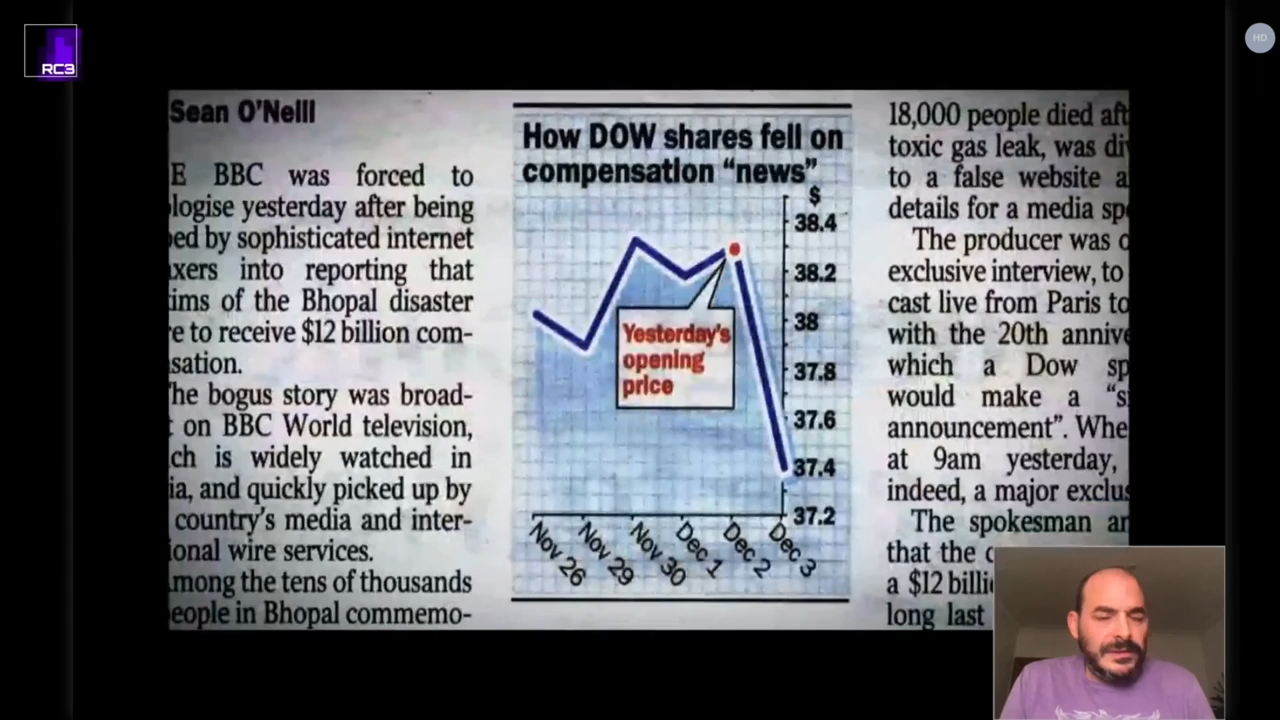 RC3
HD
Sean O'Neill
E BBC was forced to
logise yesterday after being
ed by sophisticated internet
xers into reporting that
ims of the Bhopal disaster
re to receive $12 billion com-
sation.
he bogus story was broad-
on BBC World television,
ch is widely watched in
ia, and quickly picked up by
country's media and inter-
ional wire services.
mong the tens of thousands
eople in Bhopal commemo-
How DOW shares fell on
compensation “news”
$
38.4
38.2
38
37.8
37.6
37.4
37.2
Yesterday's
opening
price
Nov 26
Nov 29
Nov 30
Dec 1
Dec 2
Dec 3
18,000 people died aft
toxic gas leak, was di
to a false website a
details for a media sp
The producer was o
exclusive interview, to
cast live from Paris to
with the 20th annive
which a Dow sp
would make a “s
announcement”. Whe
at 9am yesterday,
indeed, a major exclus
The spokesman an
that the c
a $12 billi
long last